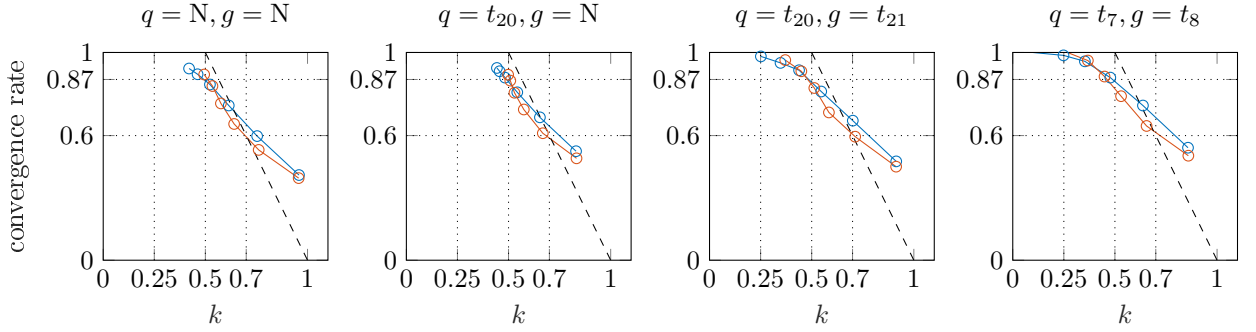 q = N, g = N
q = t₂₀, g = N
q = t₂₀, g = t₂₁
q = t₇, g = t₈
convergence rate
1
0.87
0.6
0
1
0.87
0.6
0
1
0.87
0.6
0
1
0.87
0.6
0
0 0.25 0.5 0.7 1
0 0.25 0.5 0.7 1
0 0.25 0.5 0.7 1
0 0.25 0.5 0.7 1
k
k
k
k